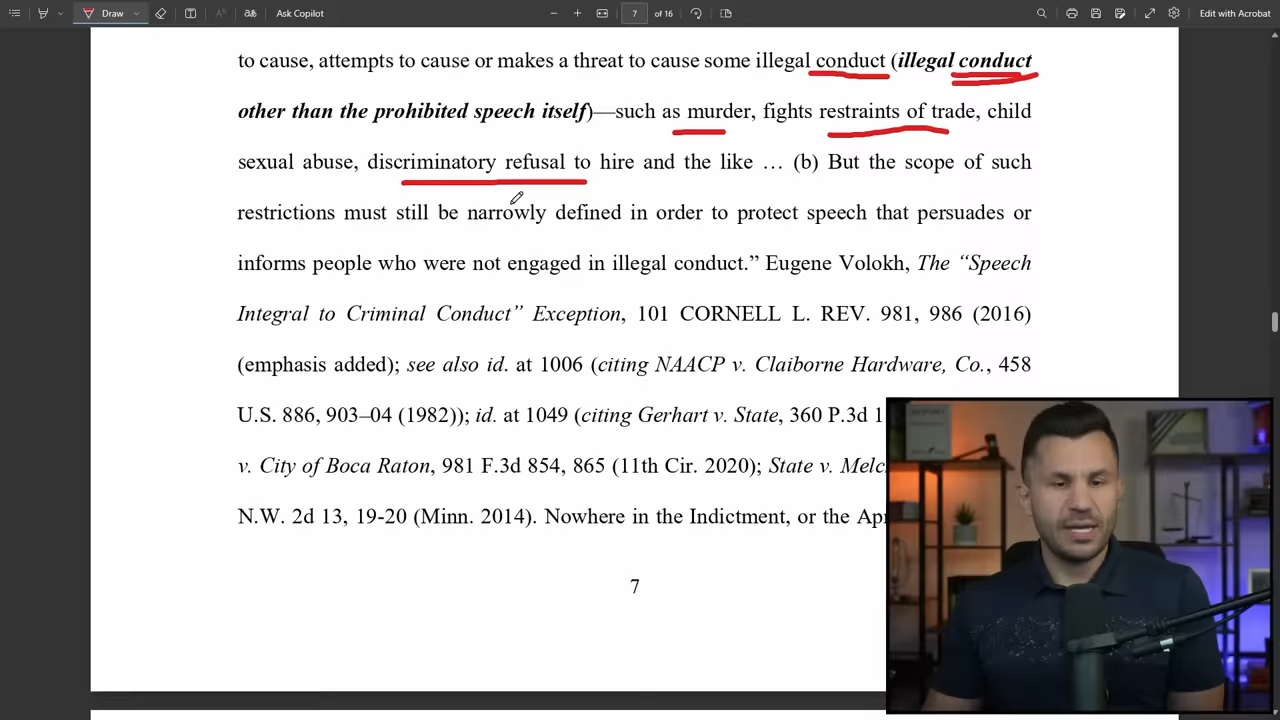 Draw
Ask Copilot
7 of 16
Edit with Acrobat
to cause, attempts to cause or makes a threat to cause some illegal conduct (illegal conduct
other than the prohibited speech itself)—such as murder, fights restraints of trade, child
sexual abuse, discriminatory refusal to hire and the like … (b) But the scope of such
restrictions must still be narrowly defined in order to protect speech that persuades or
informs people who were not engaged in illegal conduct.” Eugene Volokh, The “Speech
Integral to Criminal Conduct” Exception, 101 CORNELL L. REV. 981, 986 (2016)
(emphasis added); see also id. at 1006 (citing NAACP v. Claiborne Hardware, Co., 458
U.S. 886, 903–04 (1982)); id. at 1049 (citing Gerhart v. State, 360 P.3d 1
v. City of Boca Raton, 981 F.3d 854, 865 (11th Cir. 2020); State v. Melc
N.W. 2d 13, 19-20 (Minn. 2014). Nowhere in the Indictment, or the Apr
7